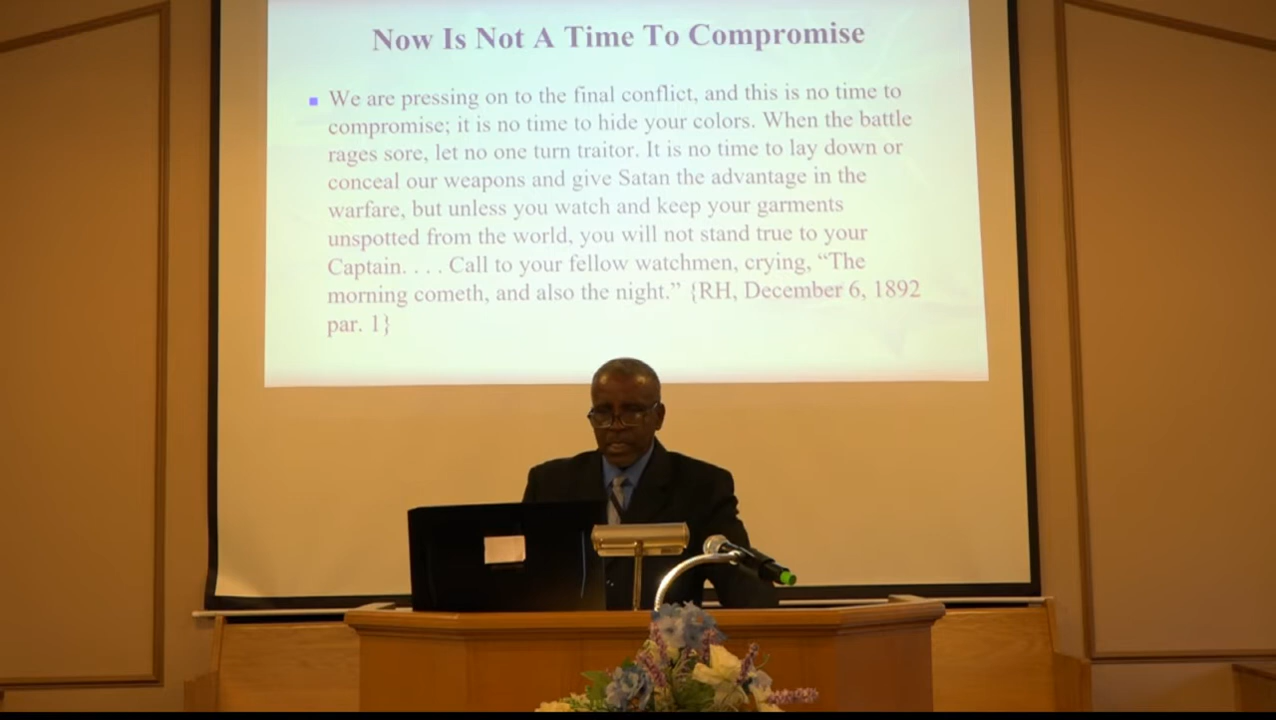 Now Is Not A Time To Compromise
We are pressing on to the final conflict, and this is no time to
compromise; it is no time to hide your colors. When the battle
rages sore, let no one turn traitor. It is no time to lay down or
conceal our weapons and give Satan the advantage in the
warfare, but unless you watch and keep your garments
unspotted from the world, you will not stand true to your
Captain. . . . Call to your fellow watchmen, crying, “The
morning cometh, and also the night.” {RH, December 6, 1892
par. 1}